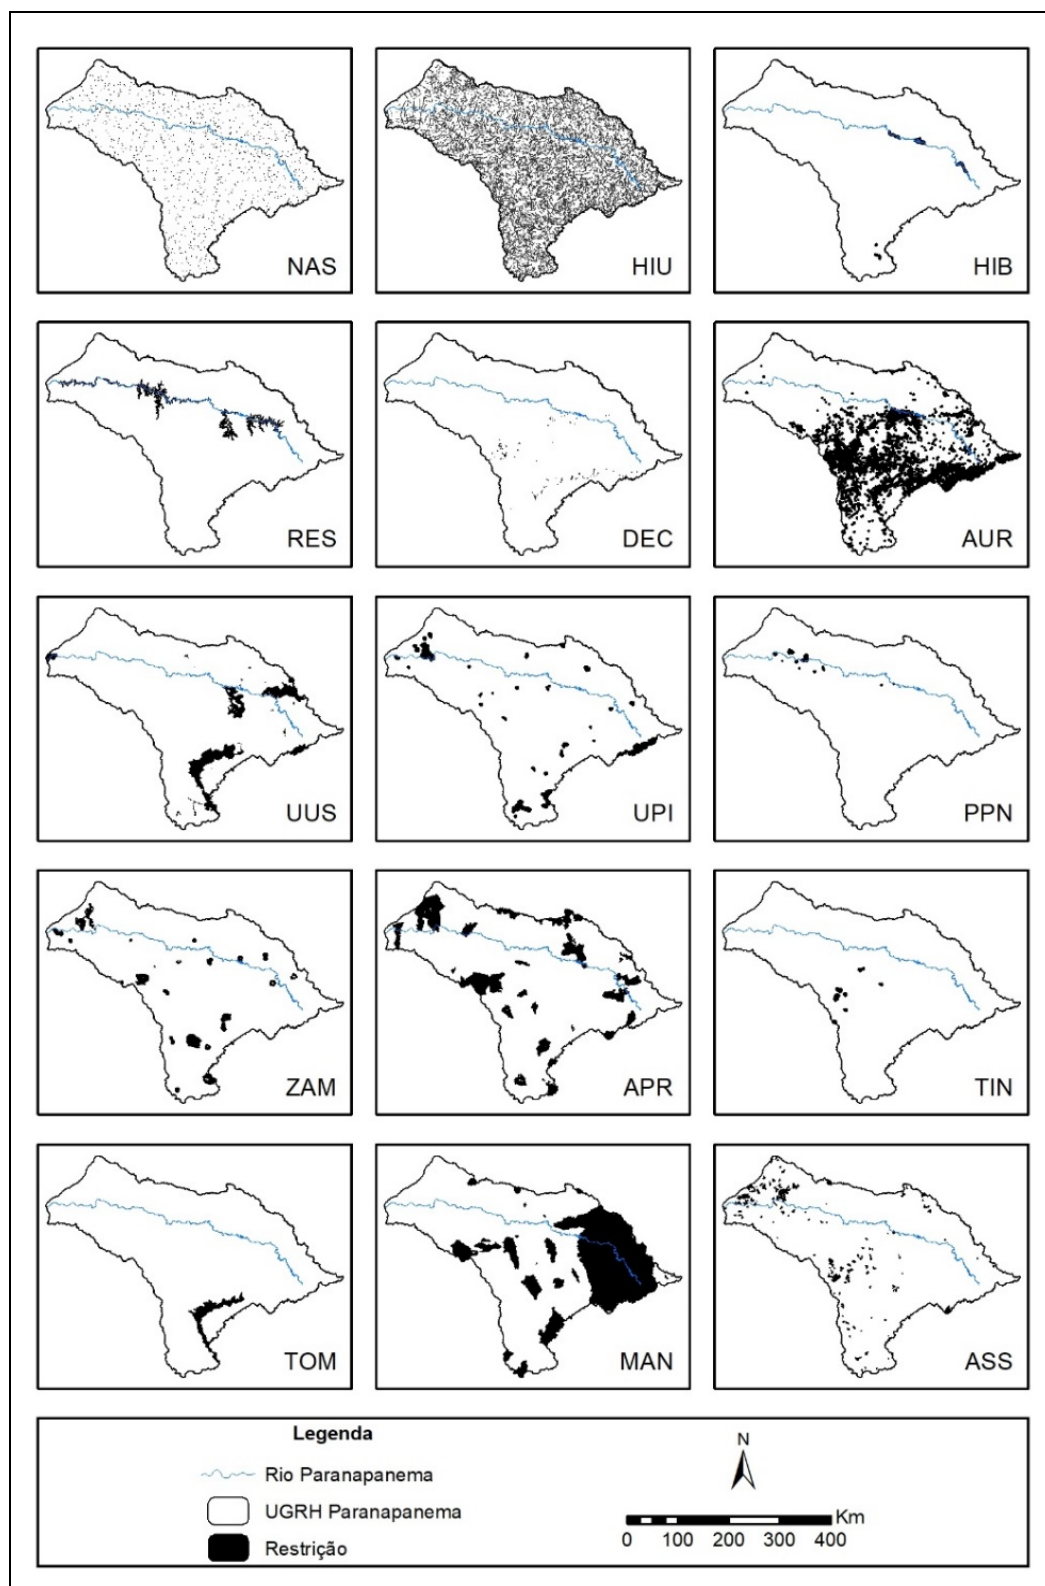 NAS
HIU
HIB
RES
DEC
AUR
UUS
UPI
PPN
ZAM
APR
TIN
TOM
MAN
ASS
Legenda
Rio Paranapanema
UGRH Paranapanema
Restrição
N
Km
0 100 200 400